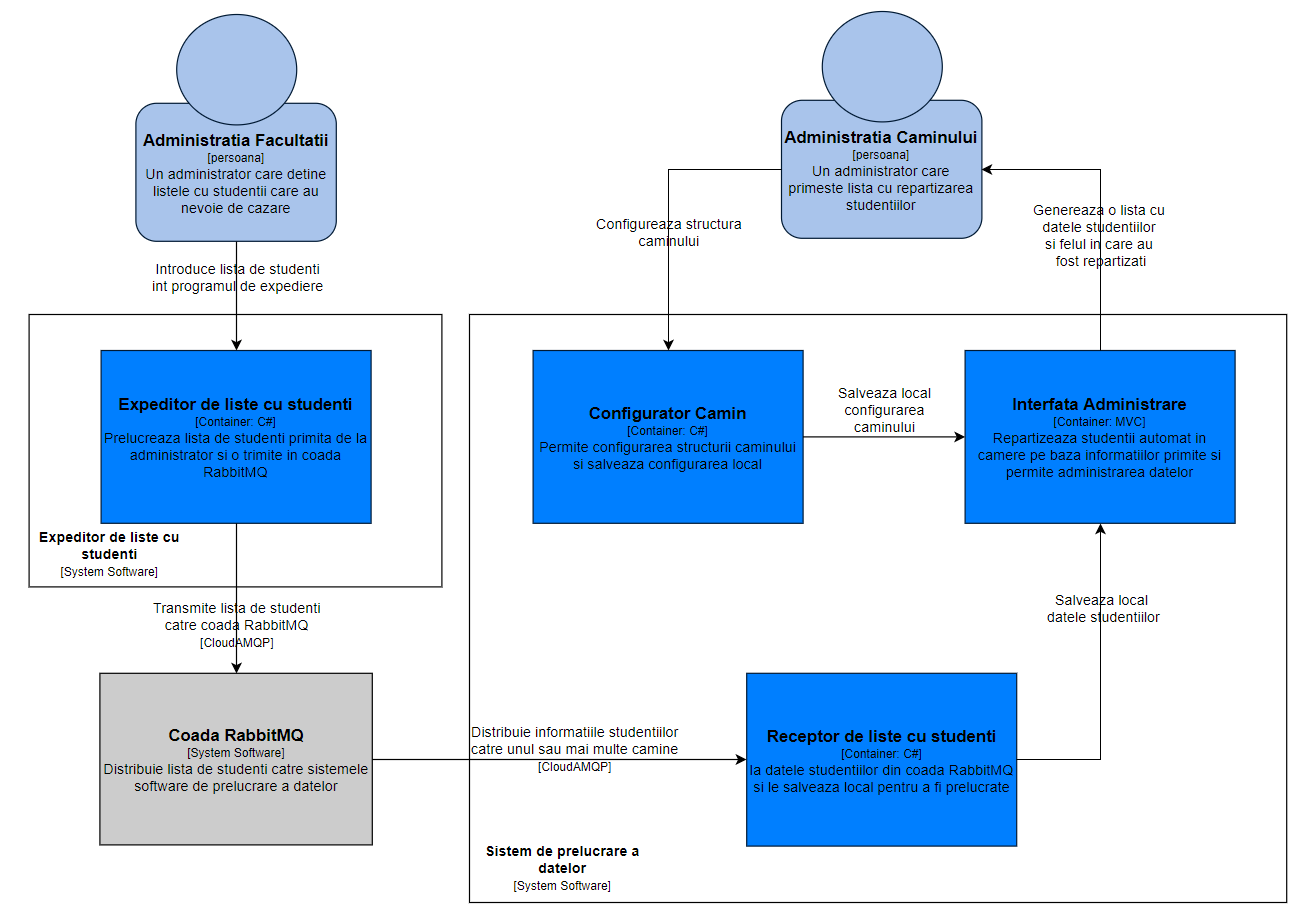 Administratia Facultatii
[persoana]
Un administrator care detine
listele cu studentii care au
nevoie de cazare
Administratia Caminului
[persoana]
Un administrator care
primeste lista cu repartizarea
studentiilor
Introduce lista de studenti
int programul de expediere
Configureaza structura
caminului
Genereaza o lista cu
datele studentiilor
si felul in care au
fost repartizati
Expeditor de liste cu studenti
[Container: C#]
Prelucreaza lista de studenti primita de la
administrator si o trimite in coada
RabbitMQ
Expeditor de liste cu
studenti
[System Software]
Configurator Camin
[Container: C#]
Permite configurarea structurii caminului
si salveaza configurarea local
Salveaza local
configurarea
caminului
Interfata Administrare
[Container: MVC]
Repartizeaza studentii automat in
camere pe baza informatiilor primite si
permite administrarea datelor
Transmite lista de studenti
catre coada RabbitMQ
[CloudAMQP]
Salveaza local
datele studentiilor
Coada RabbitMQ
[System Software]
Distribuie lista de studenti catre sistemele
software de prelucrare a datelor
Distribuie informatiile studentiilor
catre unul sau mai multe camine
[CloudAMQP]
Receptor de liste cu studenti
[Container: C#]
Ia datele studentiilor din coada RabbitMQ
si le salveaza local pentru a fi prelucrate
Sistem de prelucrare a
datelor
[System Software]